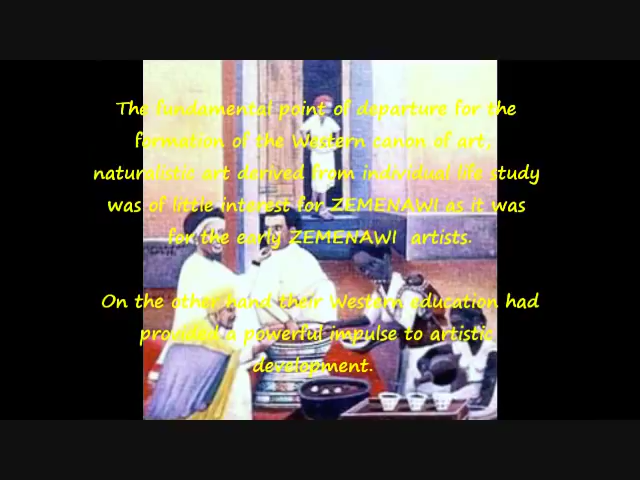 The fundamental point of departure for the
formation of the Western canon of art,
naturalistic art derived from individual life study
was of little interest for ZEMENAWI as it was
for the early ZEMENAWI artists.
On the other hand their Western education had
provided a powerful impulse to artistic
development.